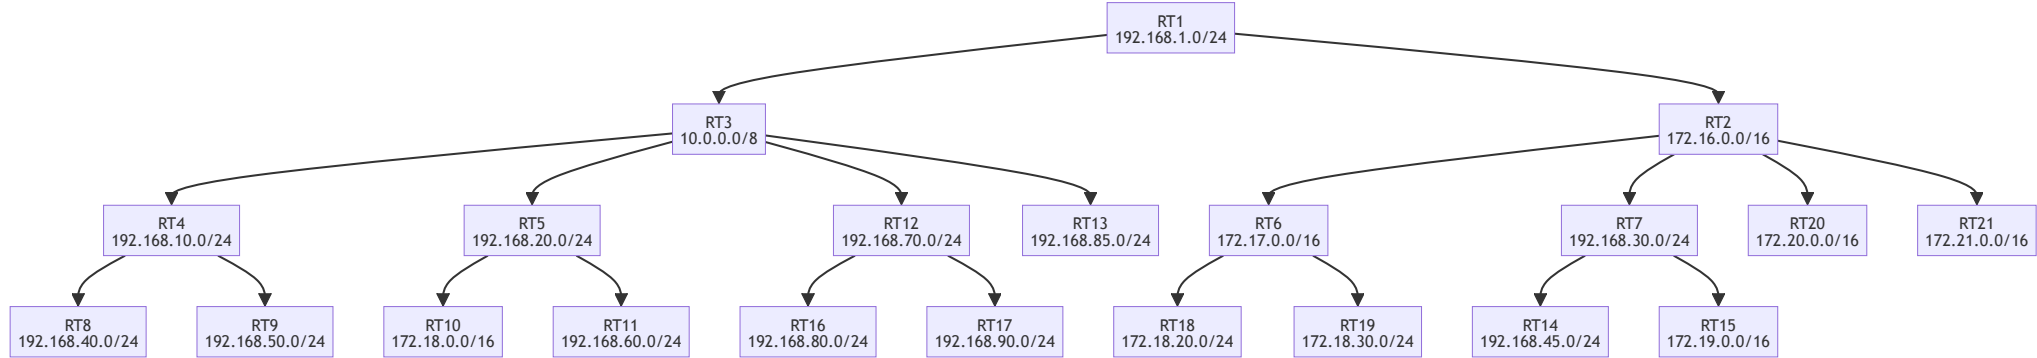 RT1
192.168.1.0/24
RT3
10.0.0.0/8
RT2
172.16.0.0/16
RT4
192.168.10.0/24
RT5
192.168.20.0/24
RT12
192.168.70.0/24
RT13
192.168.85.0/24
RT6
172.17.0.0/16
RT7
192.168.30.0/24
RT20
172.20.0.0/16
RT21
172.21.0.0/16
RT8
192.168.40.0/24
RT9
192.168.50.0/24
RT10
172.18.0.0/16
RT11
192.168.60.0/24
RT16
192.168.80.0/24
RT17
192.168.90.0/24
RT18
172.18.20.0/24
RT19
172.18.30.0/24
RT14
192.168.45.0/24
RT15
172.19.0.0/16